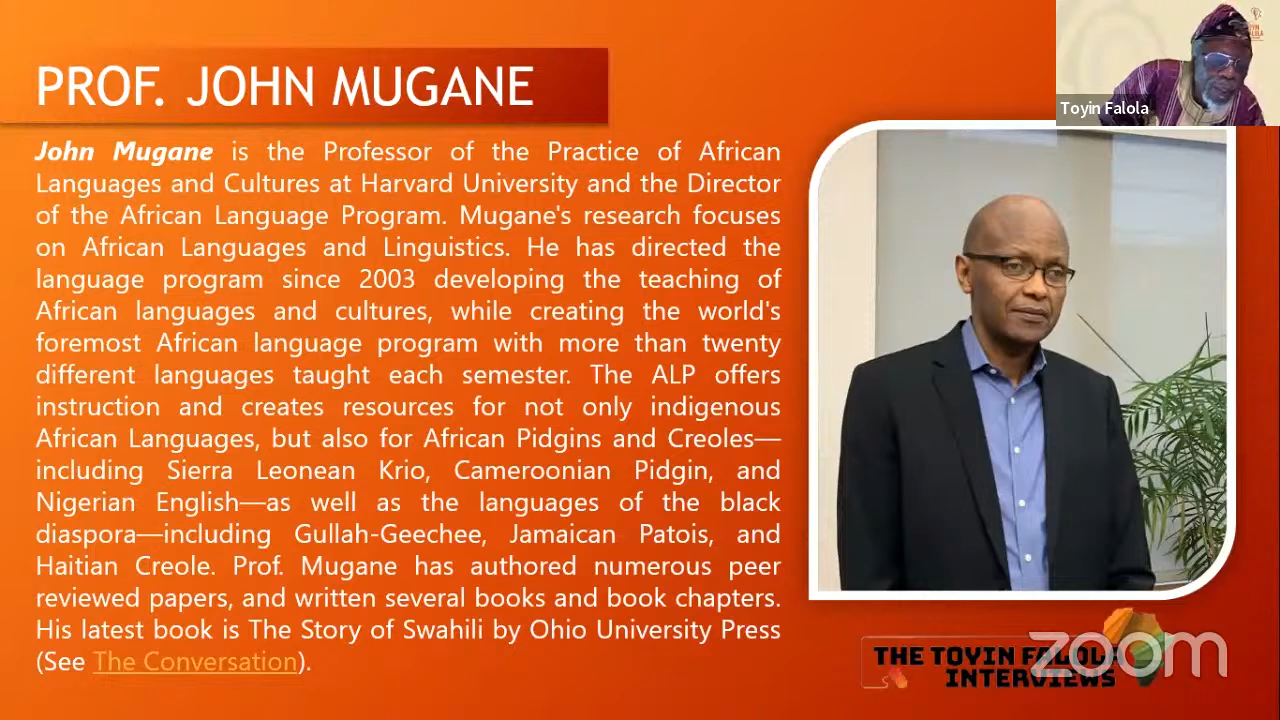 PROF. JOHN MUGANE
Toyin Falola
John Mugane is the Professor of the Practice of African
Languages and Cultures at Harvard University and the Director
of the African Language Program. Mugane's research focuses
on African Languages and Linguistics. He has directed the
language program since 2003 developing the teaching of
African languages and cultures, while creating the world's
foremost African language program with more than twenty
different languages taught each semester. The ALP offers
instruction and creates resources for not only indigenous
African Languages, but also for African Pidgins and Creoles—
including Sierra Leonean Krio, Cameroonian Pidgin, and
Nigerian English—as well as the languages of the black
diaspora—including Gullah-Geechee, Jamaican Patois, and
Haitian Creole. Prof. Mugane has authored numerous peer
reviewed papers, and written several books and book chapters.
His latest book is The Story of Swahili by Ohio University Press
(See The Conversation).
THE TOYIN FALOLA
INTERVIEWS
zoom